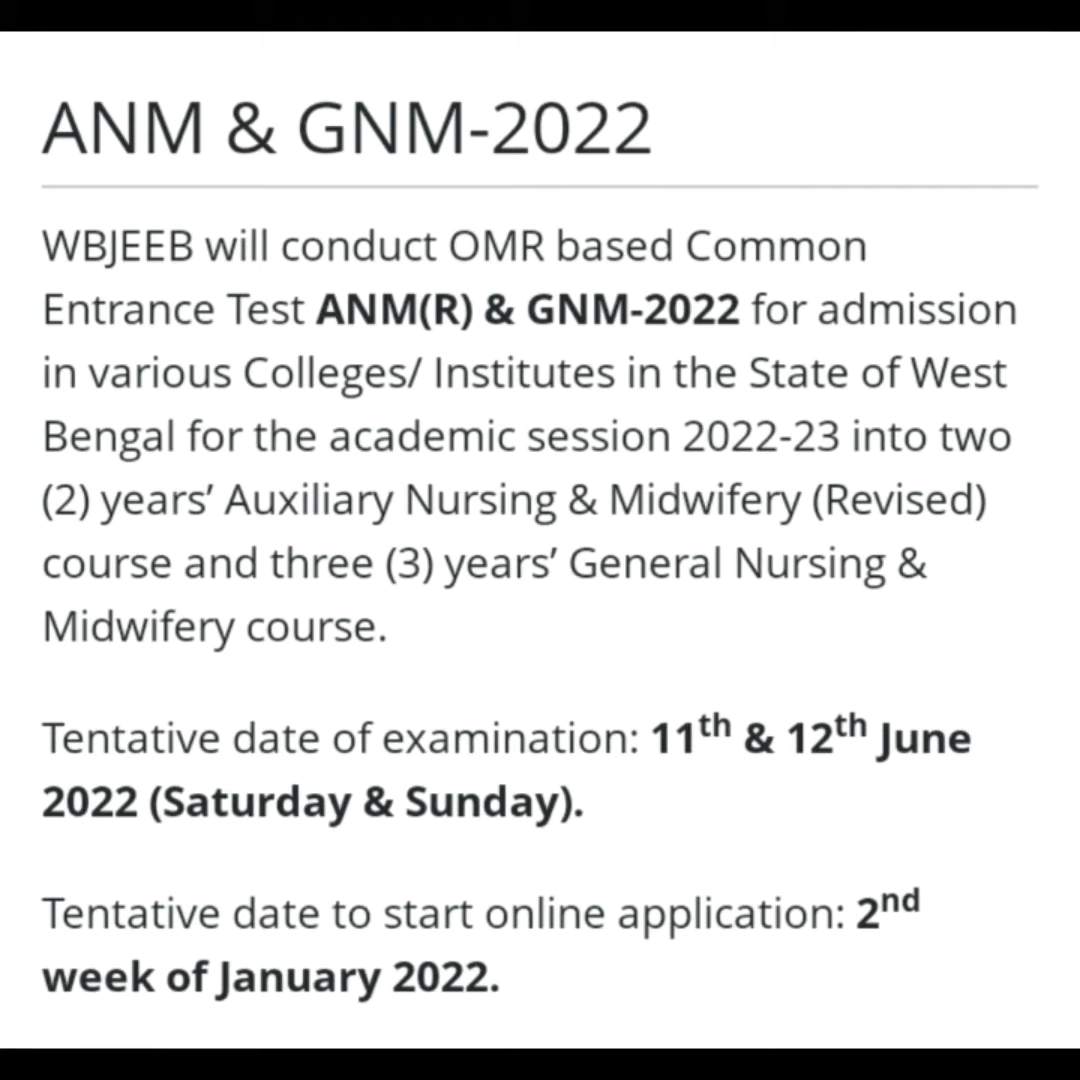 ANM & GNM-2022
WBJEEB will conduct OMR based Common
Entrance Test ANM(R) & GNM-2022 for admission
in various Colleges/ Institutes in the State of West
Bengal for the academic session 2022-23 into two
(2) years’ Auxiliary Nursing & Midwifery (Revised)
course and three (3) years’ General Nursing &
Midwifery course.
Tentative date of examination: 11th & 12th June
2022 (Saturday & Sunday).
Tentative date to start online application: 2nd
week of January 2022.